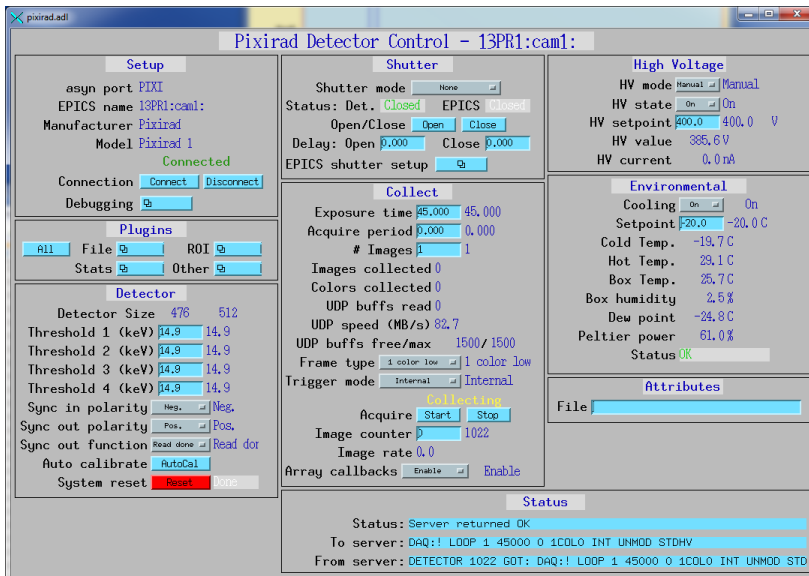 pixirad.adl
Pixirad Detector Control - 13PR1:cam1:
Setup
asyn port PIXI
EPICS name 13PR1:cam1:
Manufacturer Pixirad
Model Pixirad 1
Connected
Connection Connect Disconnect
Debugging
Plugins
All File ROI
Stats Other
Detector
Detector Size 476 512
Threshold 1 (keV) 14.9 14.9
Threshold 2 (keV) 14.9 14.9
Threshold 3 (keV) 14.9 14.9
Threshold 4 (keV) 14.9 14.9
Sync in polarity Neg. Neg.
Sync out polarity Pos. Pos.
Sync out function Read done Read dor
Auto calibrate AutoCal
System reset Reset Done
Shutter
Shutter mode None
Status: Det. Closed EPICS Closed
Open/Close Open Close
Delay: Open 0.000 Close 0.000
EPICS shutter setup
Collect
Exposure time 45.000 45.000
Acquire period 0.000 0.000
# Images 1 1
Images collected 0
Colors collected 0
UDP buffs read 0
UDP speed (MB/s) 82.7
UDP buffs free/max 1500/ 1500
Frame type 1 color low 1 color low
Trigger mode Internal Internal
Collecting
Acquire Start Stop
Image counter 0 1022
Image rate 0.0
Array callbacks Enable Enable
High Voltage
HV mode Manual Manual
HV state On On
HV setpoint 400.0 400.0 V
HV value 385.6 V
HV current 0.0 nA
Environmental
Cooling On On
Setpoint -20.0 -20.0 C
Cold Temp. -19.7 C
Hot Temp. 29.1 C
Box Temp. 25.7 C
Box humidity 2.5 %
Dew point -24.8 C
Peltier power 61.0 %
Status OK
Attributes
File
Status
Status: Server returned OK
To server: DAQ:! LOOP 1 45000 0 1COL0 INT UNMOD STDHV
From server: DETECTOR 1022 GOT: DAQ:! LOOP 1 45000 0 1COL0 INT UNMOD STD